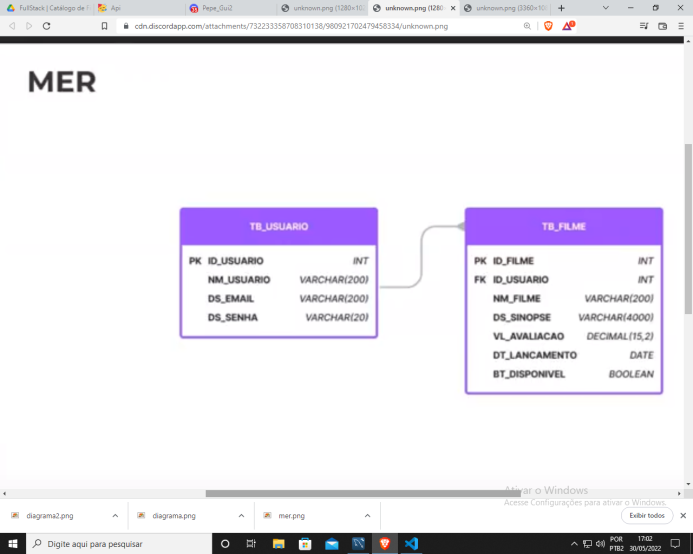 FullStack | Catálogo de F
Api
Pepe_Gui2
unknown.png (1280×10
unknown.png (1280
unknown.png (3360×10
cdn.discordapp.com/attachments/732233358708310138/980921702479458334/unknown.png
MER
TB_USUARIO
PK ID_USUARIO INT
NM_USUARIO VARCHAR(200)
DS_EMAIL VARCHAR(200)
DS_SENHA VARCHAR(20)
TB_FILME
PK ID_FILME INT
FK ID_USUARIO INT
NM_FILME VARCHAR(200)
DS_SINOPSE VARCHAR(4000)
VL_AVALIACAO DECIMAL(15,2)
DT_LANCAMENTO DATE
BT_DISPONIVEL BOOLEAN
Ativar o Windows
Acesse Configurações para ativar o Windows.
diagrama2.png
diagrama.png
mer.png
Exibir todos
Digite aqui para pesquisar
POR
PTB2
17:02
30/05/2022